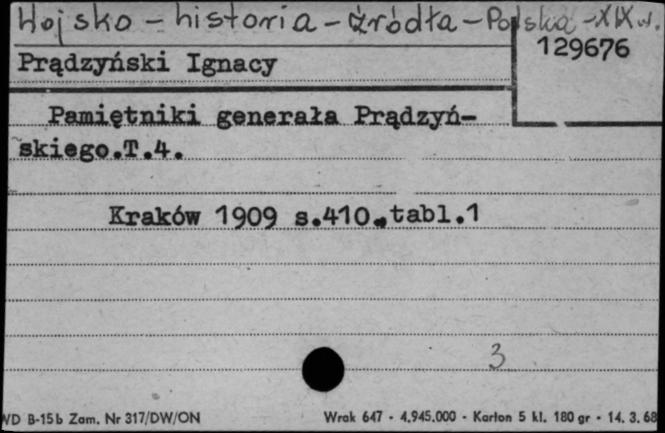 Wojsko - historia - źródła - Polska - XIX w.
129676
Prądzyński Ignacy
Pamiętniki generała Prądzyń-
skiego.T.4.
Kraków 1909 s.410.tabl.1
3
WD B-15b Zam. Nr 317/DW/ON
Wrak 647 - 4.945.000 - Karton 5 kl. 180 gr - 14. 3. 68